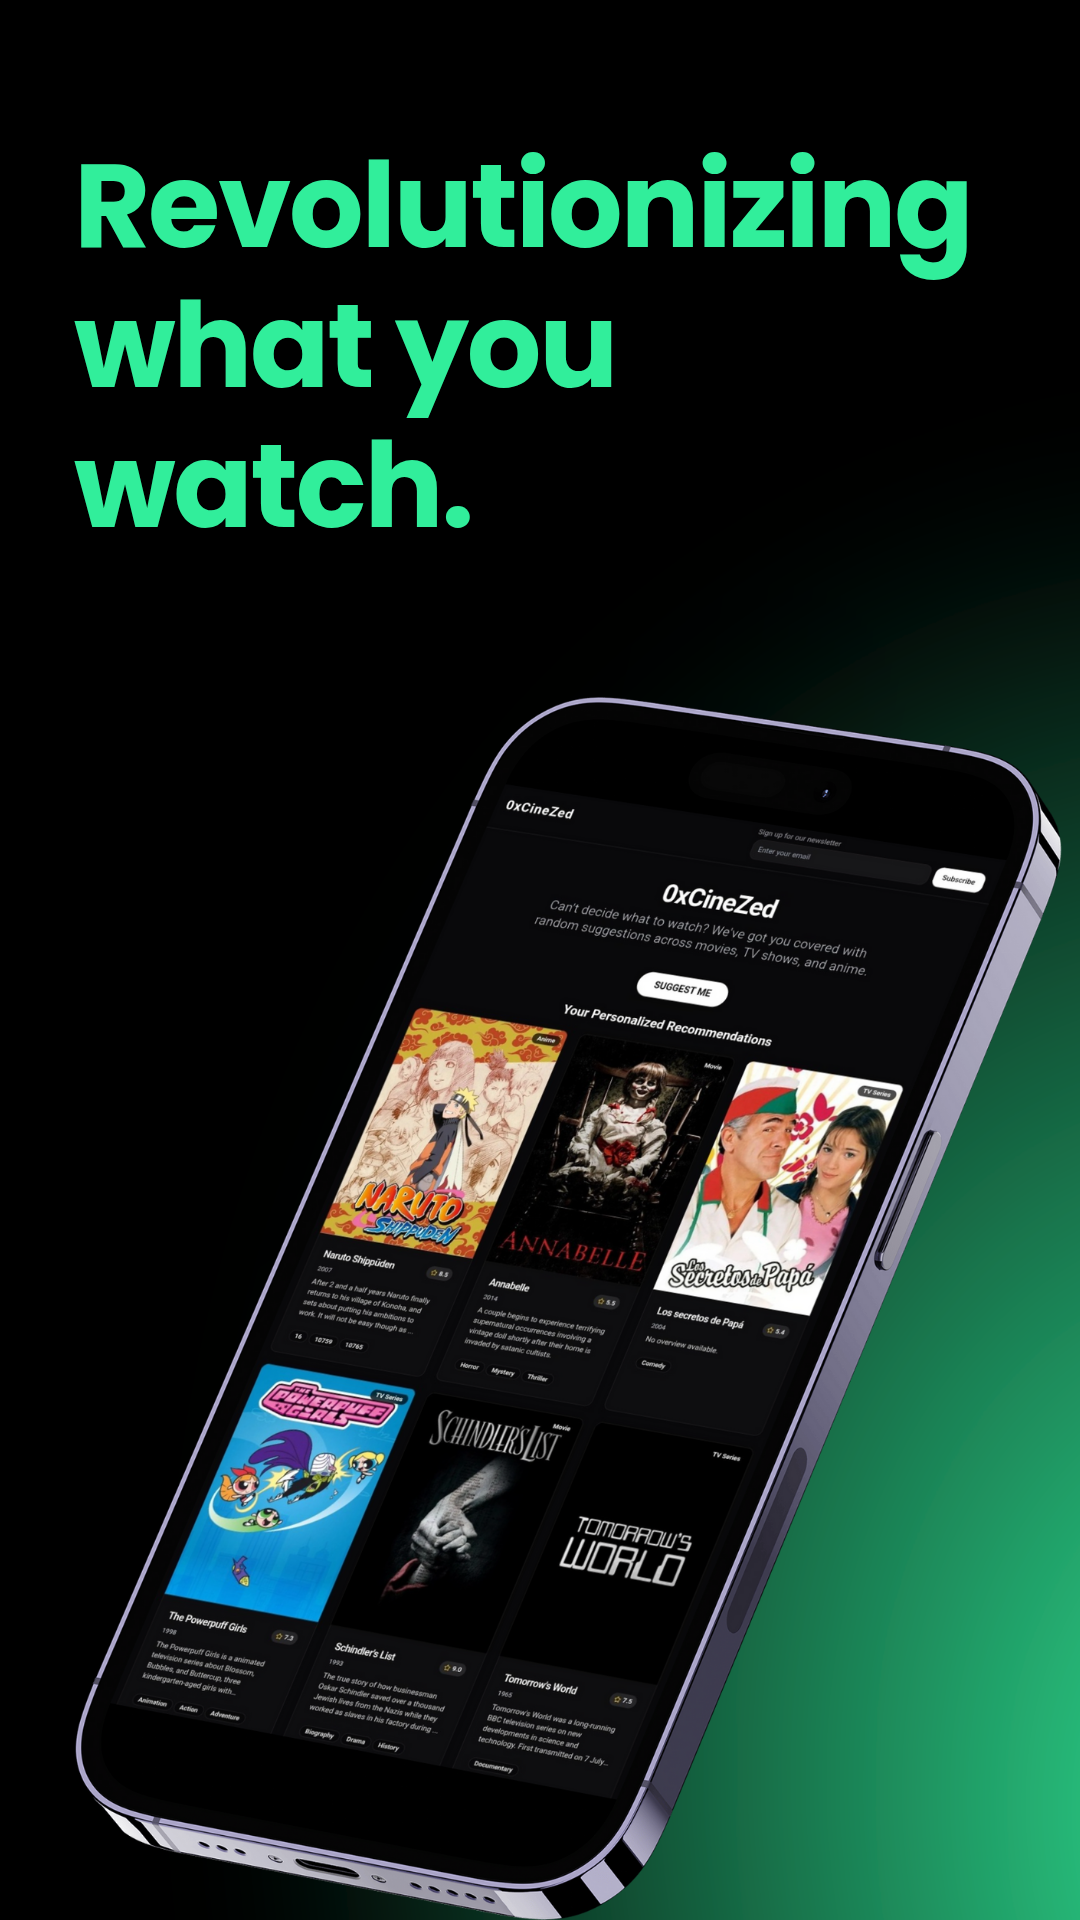 Revolutionizing
what you
watch.
0xCineZed
Sign up for our newsletter
Enter your email
Subscribe
0xCineZed
Can't decide what to watch? We've got you covered with
random suggestions across movies, TV shows, and anime.
SUGGEST ME
Your Personalized Recommendations
Anime
NARUTO
SHIPPUDEN
Naruto Shippūden
8.5
2007
After 2 and a half years Naruto finally
returns to his village of Konoha, and
sets about putting his ambitions to
work. It will not be easy though as ...
16 10759 10765
Movie
ANNABELLE
Annabelle
5.5
2014
A couple begins to experience terrifying
supernatural occurrences involving a
vintage doll shortly after their home is
invaded by satanic cultists.
Horror Mystery Thriller
TV Series
Los
Secretos de Papá
Los secretos de Papá
5.4
2004
No overview available.
Comedy
TV Series
THE
POWERPUFF
GIRLS
The Powerpuff Girls
7.3
1998
The Powerpuff Girls is a animated
television series about Blossom,
Bubbles, and Buttercup, three
kindergarten-aged girls with...
Animation Action Adventure
Movie
SCHINDLER'S LIST
Schindler's List
9.0
1993
The true story of how businessman
Oskar Schindler saved over a thousand
Jewish lives from the Nazis while they
worked as slaves in his factory during ...
Biography Drama History
TV Series
TOMORROW'S
WORLD
Tomorrow's World
7.5
1965
Tomorrow's World was a long-running
BBC television series on new
developments in science and
technology. First transmitted on 7 July...
Documentary